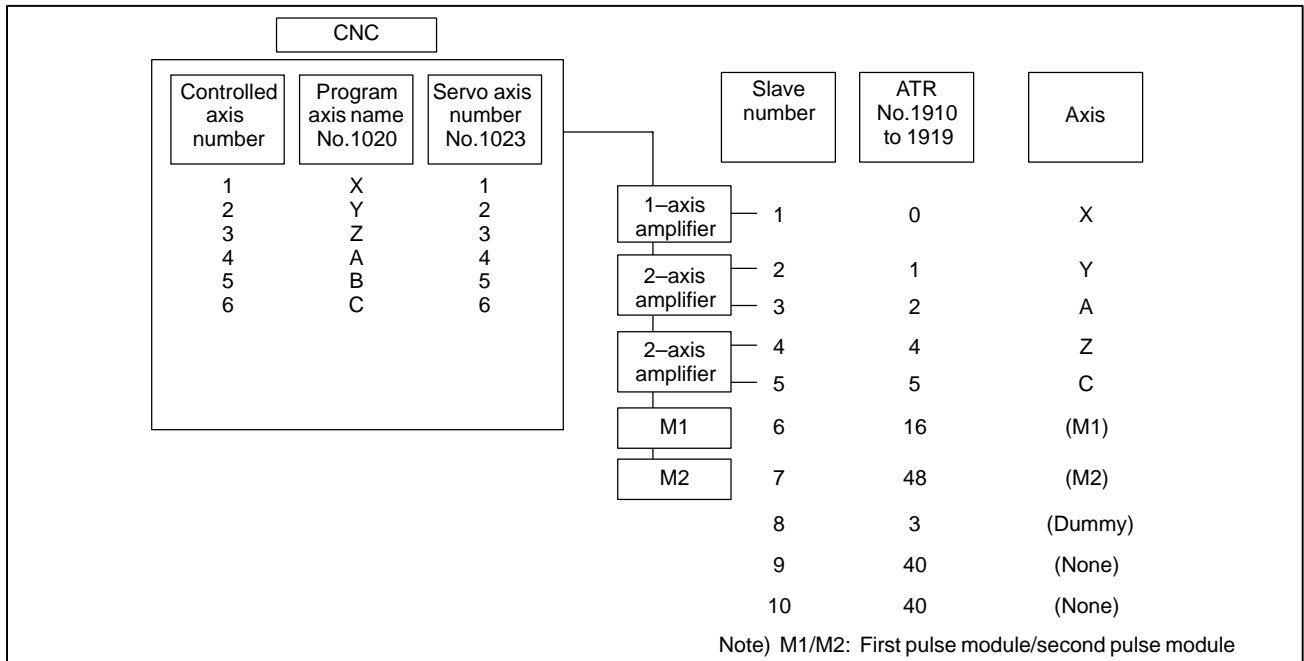 CNC
Controlled
axis
number
Program
axis name
No.1020
Servo axis
number
No.1023
Slave
number
ATR
No.1910
to 1919
Axis
1 X 1
2 Y 2
3 Z 3
4 A 4
5 B 5
6 C 6
1–axis
amplifier
1 0 X
2–axis
amplifier
2 1 Y
3 2 A
2–axis
amplifier
4 4 Z
5 5 C
M1 6 16 (M1)
M2 7 48 (M2)
8 3 (Dummy)
9 40 (None)
10 40 (None)
Note) M1/M2: First pulse module/second pulse module